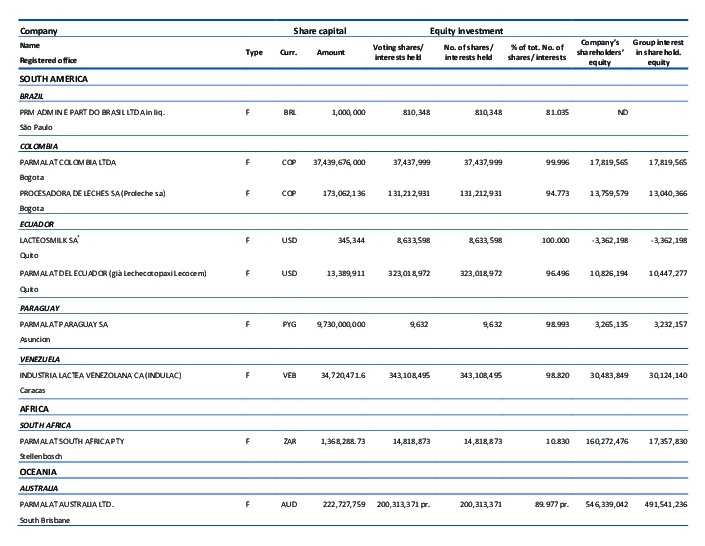 Company Share capital Equity investment
Name Type Curr. Amount Voting shares/ interests held No. of shares/ interests held % of tot. No. of shares/ interests Company's shareholders' equity Group interest in share hold. equity
Registered office
SOUTH AMERICA
BRAZIL
PRM ADMIN E PART DO BRASIL LTDA in liq. F BRL 1,000,000 810,348 810,348 81.035 ND
São Paulo
COLOMBIA
PARMALAT COLOMBIA LTDA F COP 37,439,676,000 37,437,999 37,437,999 99.996 17,819,565 17,819,565
Bogota
PROCESADORA DE LECHES SA (Proleche sa) F COP 173,062,136 131,212,931 131,212,931 94.773 13,759,579 13,040,366
Bogota
ECUADOR
LACTEOSMILK SA* F USD 345,344 8,633,598 8,633,598 100.000 -3,362,198 -3,362,198
Quito
PARMALAT DEL ECUADOR (già Lechecotopaxi Lecocem) F USD 13,389,911 323,018,972 323,018,972 96.496 10,826,194 10,447,277
Quito
PARAGUAY
PARMALAT PARAGUAY SA F PYG 9,730,000,000 9,632 9,632 98.993 3,265,135 3,232,157
Asuncion
VENEZUELA
INDUSTRIA LACTEA VENEZOLANA CA (INDULAC) F VEB 34,720,471.6 343,108,495 343,108,495 98.820 30,483,849 30,124,140
Caracas
AFRICA
SOUTH AFRICA
PARMALAT SOUTH AFRICA PTY F ZAR 1,368,288.73 14,818,873 14,818,873 10.830 160,272,476 17,357,830
Stellenbosch
OCEANIA
AUSTRALIA
PARMALAT AUSTRALIA LTD. F AUD 222,727,759 200,313,371 pr. 200,313,371 89.977 pr. 546,339,042 491,541,236
South Brisbane